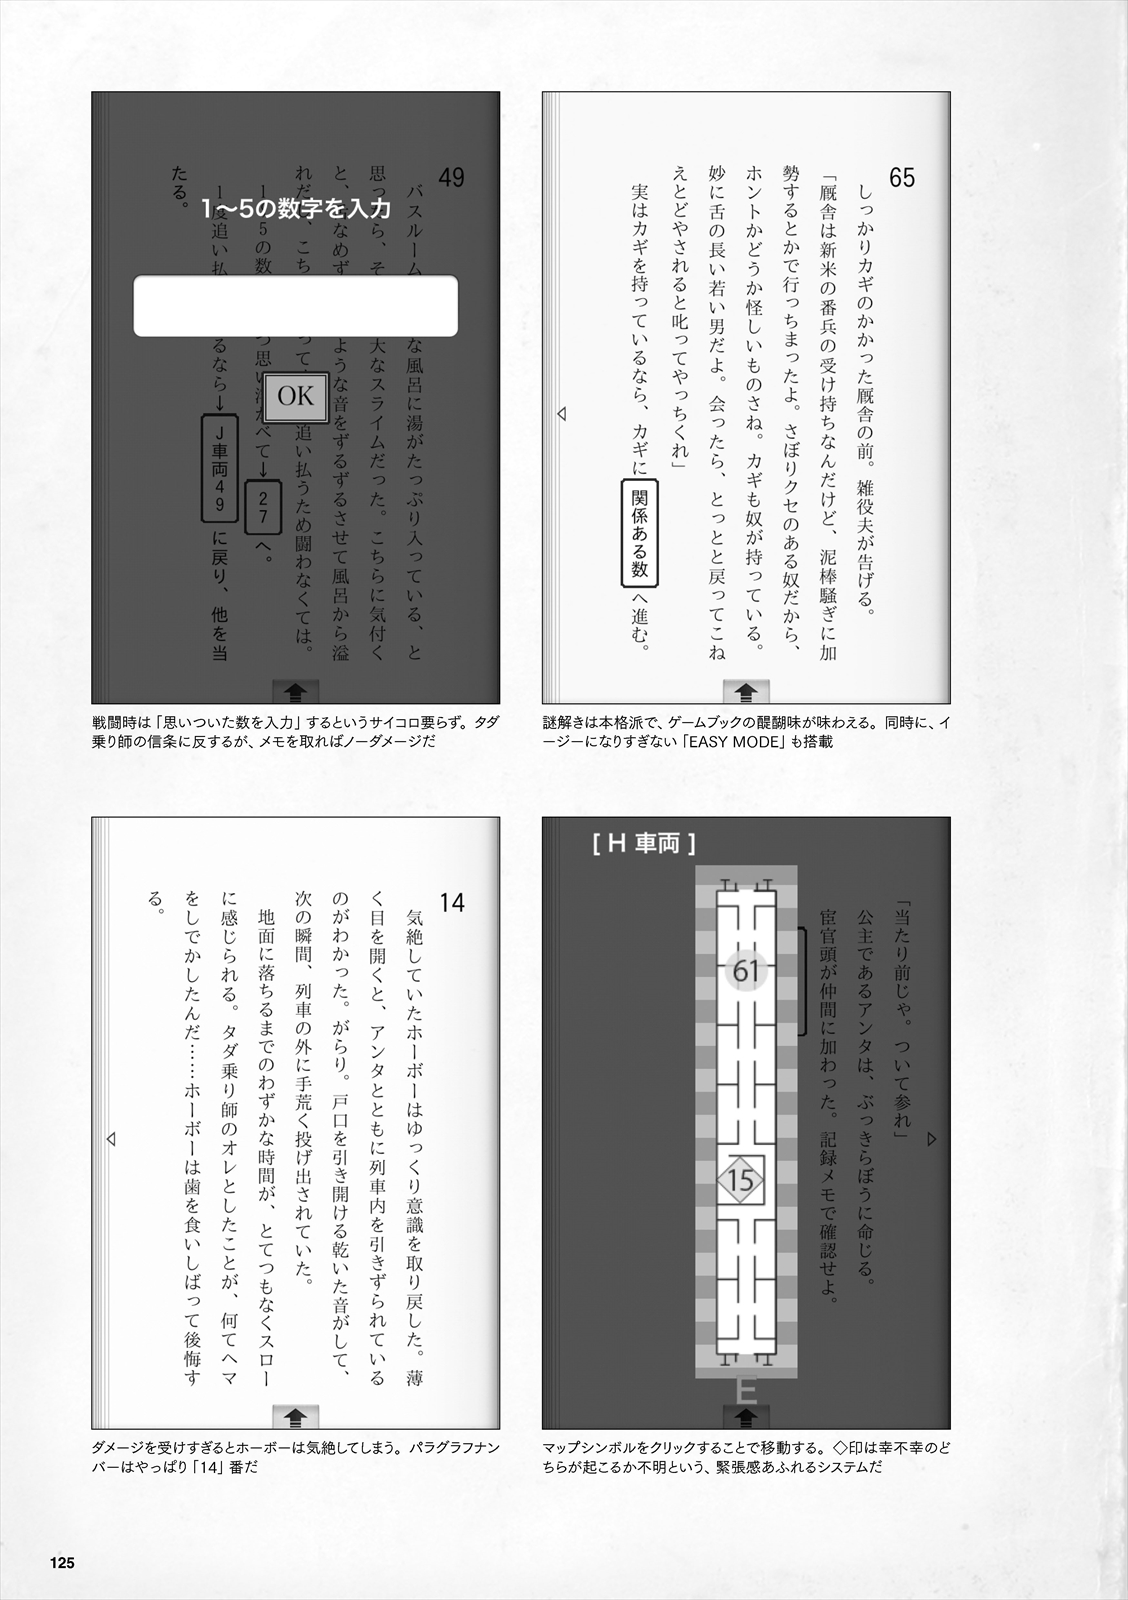 49
バスルーム な風呂に湯がたっぷり入っている、と
思ったら、そ 大なスライムだった。こちらに気付く
と、 なめず ような音をずるずるさせて風呂から溢
れだ 、こち って 追い払うため闘わなくては。
1 5の数 つ思い べて→27へ。
1度追い払 るなら→J車両49に戻り、他を当
たる。
1〜5の数字を入力
OK
戦闘時は「思いついた数を入力」するというサイコロ要らず。タダ
乗り師の信条に反するが、メモを取ればノーダメージだ
65
しっかりカギのかかった厩舎の前。雑役夫が告げる。
「厩舎は新米の番兵の受け持ちなんだけど、泥棒騒ぎに加
勢するとかで行っちまったよ。さぼりクセのある奴だから、
ホントかどうか怪しいものさね。カギも奴が持っている。
妙に舌の長い若い男だよ。会ったら、とっとと戻ってこね
えとどやされると叱ってやっちくれ」
実はカギを持っているなら、カギに関係ある数へ進む。
謎解きは本格派で、ゲームブックの醍醐味が味わえる。同時に、イ
ージーになりすぎない「EASY MODE」も搭載
14
気絶していたホーボーはゆっくり意識を取り戻した。薄
く目を開くと、アンタとともに列車内を引きずられている
のがわかった。がらり。戸口を引き開ける乾いた音がして、
次の瞬間、列車の外に手荒く投げ出されていた。
地面に落ちるまでのわずかな時間が、とてつもなくスロー
に感じられる。タダ乗り師のオレとしたことが、何てヘマ
をしでかしたんだ……ホーボーは歯を食いしばって後悔す
る。
ダメージを受けすぎるとホーボーは気絶してしまう。パラグラフナン
バーはやっぱり「14」番だ
[ H 車両 ]
「当たり前じゃ。ついて参れ」
公主であるアンタは、ぶっきらぼうに命じる。
宦官頭が仲間に加わった。記録メモで確認せよ。
61
15
E
マップシンボルをクリックすることで移動する。◇印は幸不幸のど
ちらが起こるか不明という、緊張感あふれるシステムだ
125